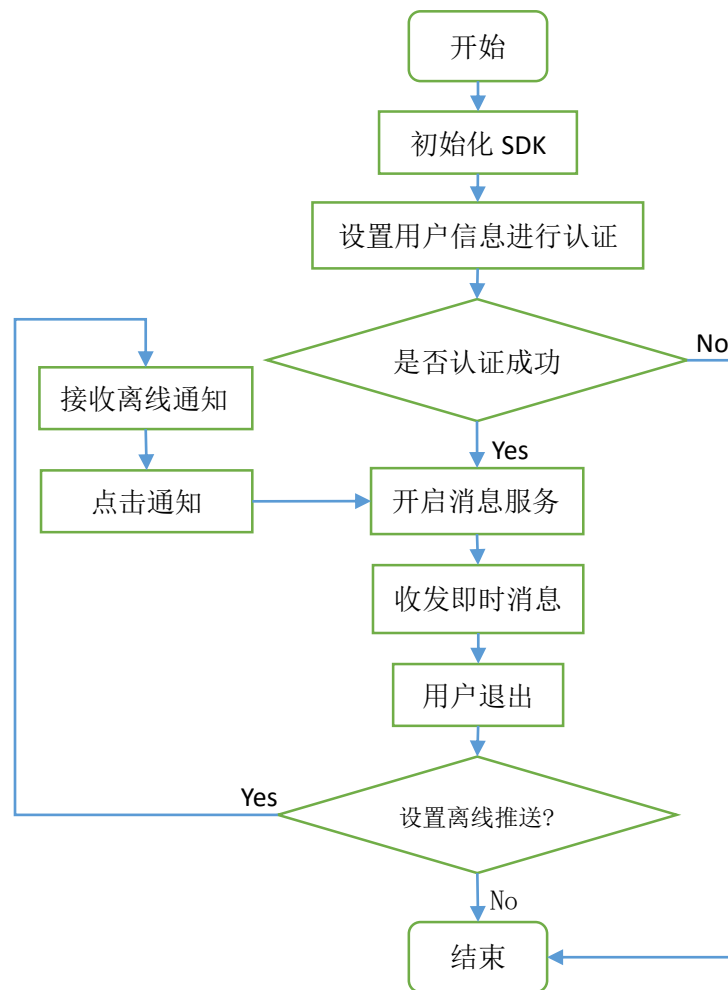 开始
初始化 SDK
设置用户信息进行认证
是否认证成功
No
接收离线通知
Yes
点击通知
开启消息服务
收发即时消息
用户退出
Yes
设置离线推送?
No
结束